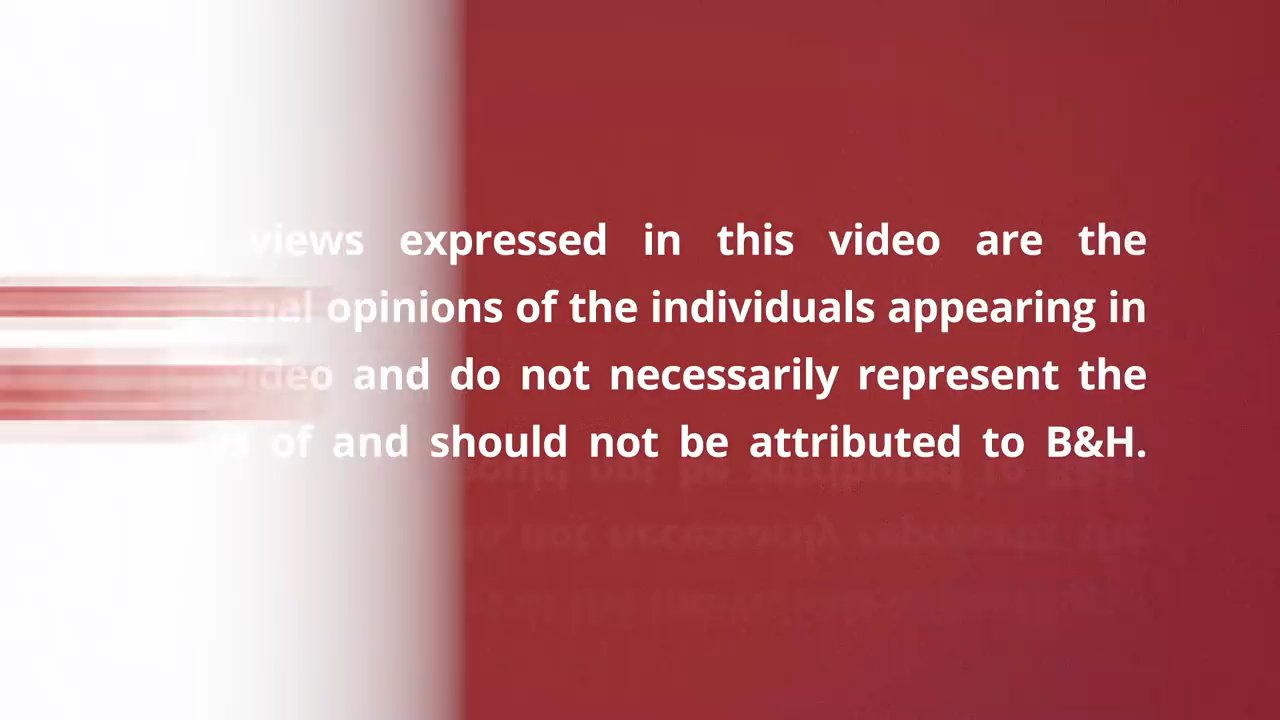 views expressed in this video are the
opinions of the individuals appearing in
video and do not necessarily represent the
of and should not be attributed to B&H.